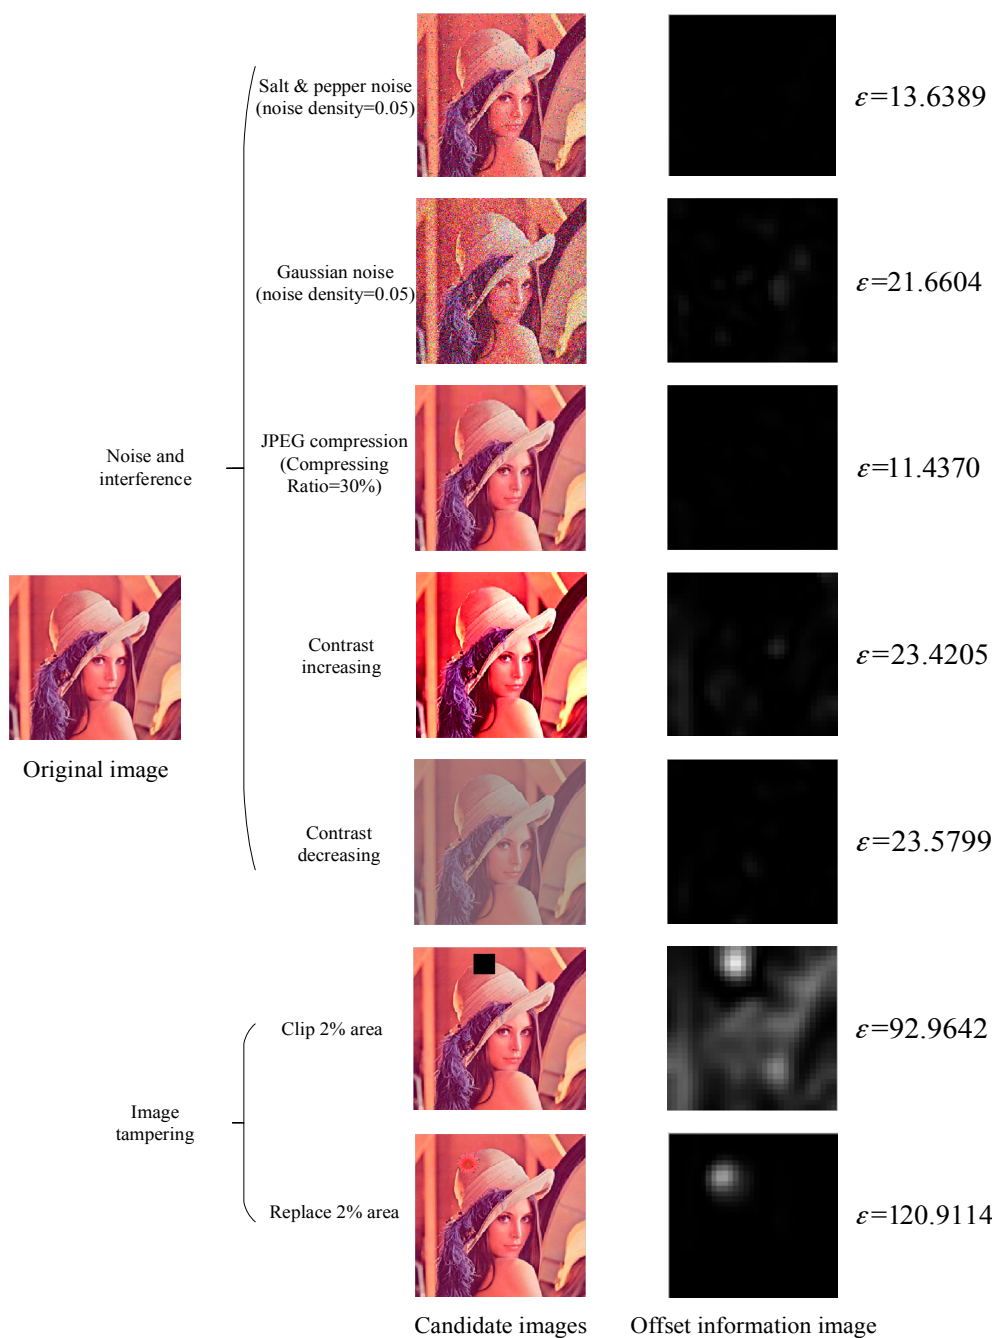 Salt & pepper noise
(noise density=0.05)
ε=13.6389
Gaussian noise
(noise density=0.05)
ε=21.6604
Noise and
interference
JPEG compression
(Compressing
Ratio=30%)
ε=11.4370
Contrast
increasing
ε=23.4205
Original image
Contrast
decreasing
ε=23.5799
Image
tampering
Clip 2% area
ε=92.9642
Replace 2% area
ε=120.9114
Candidate images
Offset information image